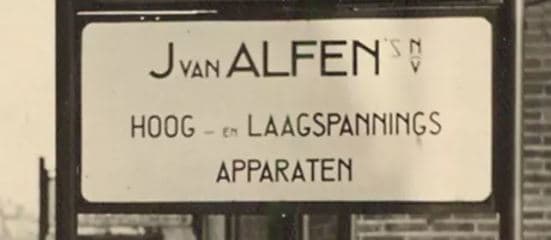 J VAN ALFEN'S NV
HOOG - EN LAAGSPANNINGS
APPARATEN